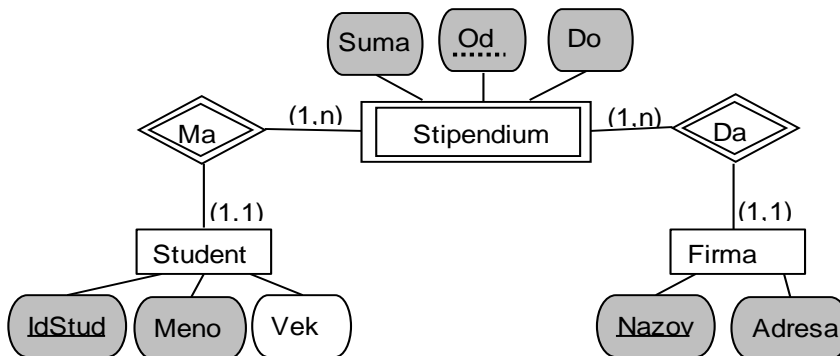 Suma
Od
Do
Ma
(1,n)
Stipendium
(1,n)
Da
(1,1)
(1,1)
Student
Firma
IdStud
Meno
Vek
Nazov
Adresa